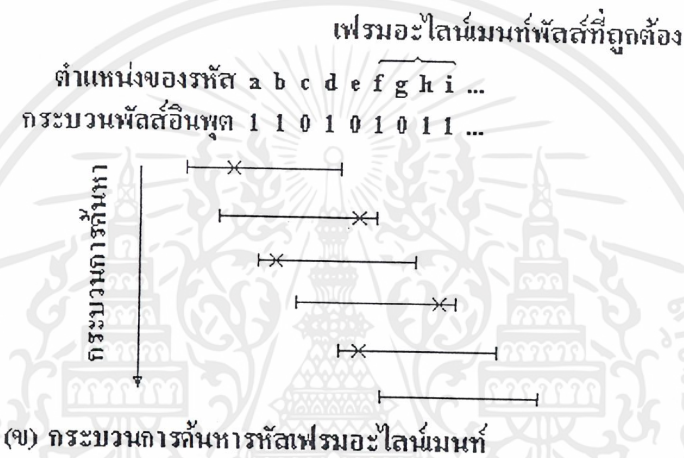 เฟรมอะไลน์เมนท์พัลส์ที่ถูกต้อง
ตำแหน่งของรหัส a b c d e f g h i ...
กระบวนพัลส์อินพุต 1 1 0 1 0 1 0 1 1 ...
กระบวนการค้นหา
(ข) กระบวนการค้นหารหัสเฟรมอะไลน์เมนท์